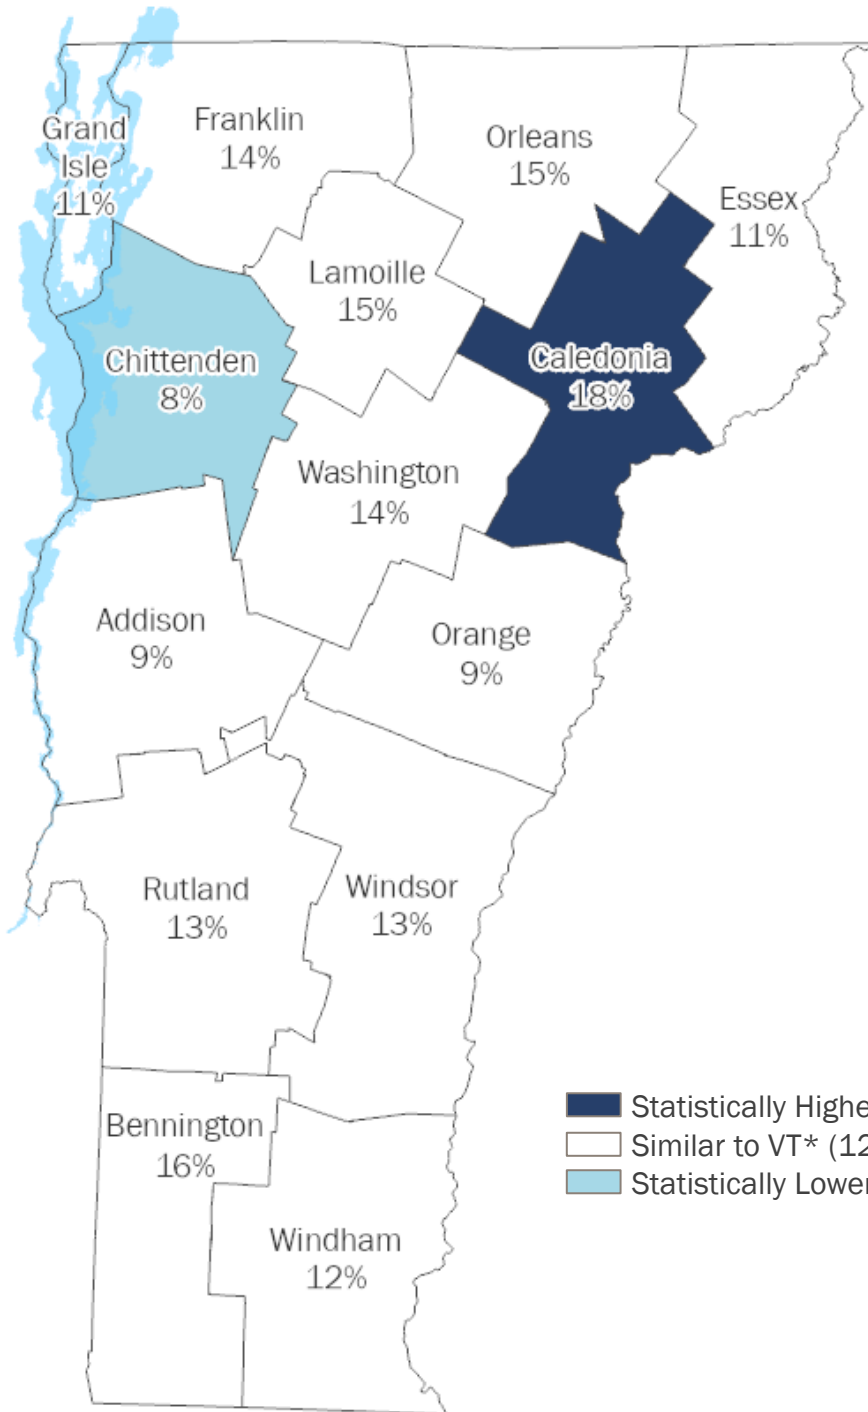 Grand
Isle
11%
Franklin
14%
Orleans
15%
Essex
11%
Lamoille
15%
Chittenden
8%
Caledonia
18%
Washington
14%
Addison
9%
Orange
9%
Rutland
13%
Windsor
13%
Bennington
16%
Windham
12%
Statistically Highe
Similar to VT* (12
Statistically Lower